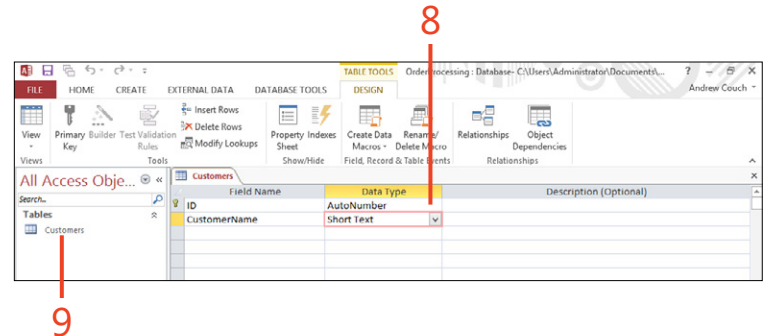 8
TABLE TOOLS Orderprocessing : Database- C:\Users\Administrator\Documents\... ?
FILE HOME CREATE EXTERNAL DATA DATABASE TOOLS DESIGN Andrew Couch
View Primary Key Builder Test Validation Rules Insert Rows Delete Rows Modify Lookups Property Sheet Indexes Create Data Macros Rename/ Delete Macro Relationships Object Dependencies
Views Tools Show/Hide Field, Record & Table Events Relationships
All Access Obje... «
Customers
Search...
Field Name Data Type Description (Optional)
Tables
ID AutoNumber
Customers
CustomerName Short Text
9